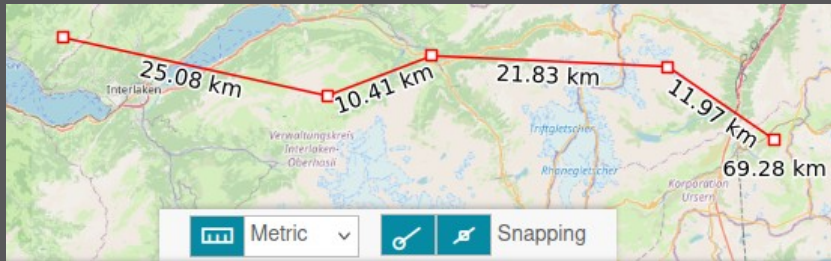 25.08 km
Interlaken
10.41 km
21.83 km
11.97 km
Verwaltungskreis
Interlaken-
Oberhasli
Triftgletscher
Rhonegletscher
69.28 km
Korporation
Ursern
Metric
Snapping